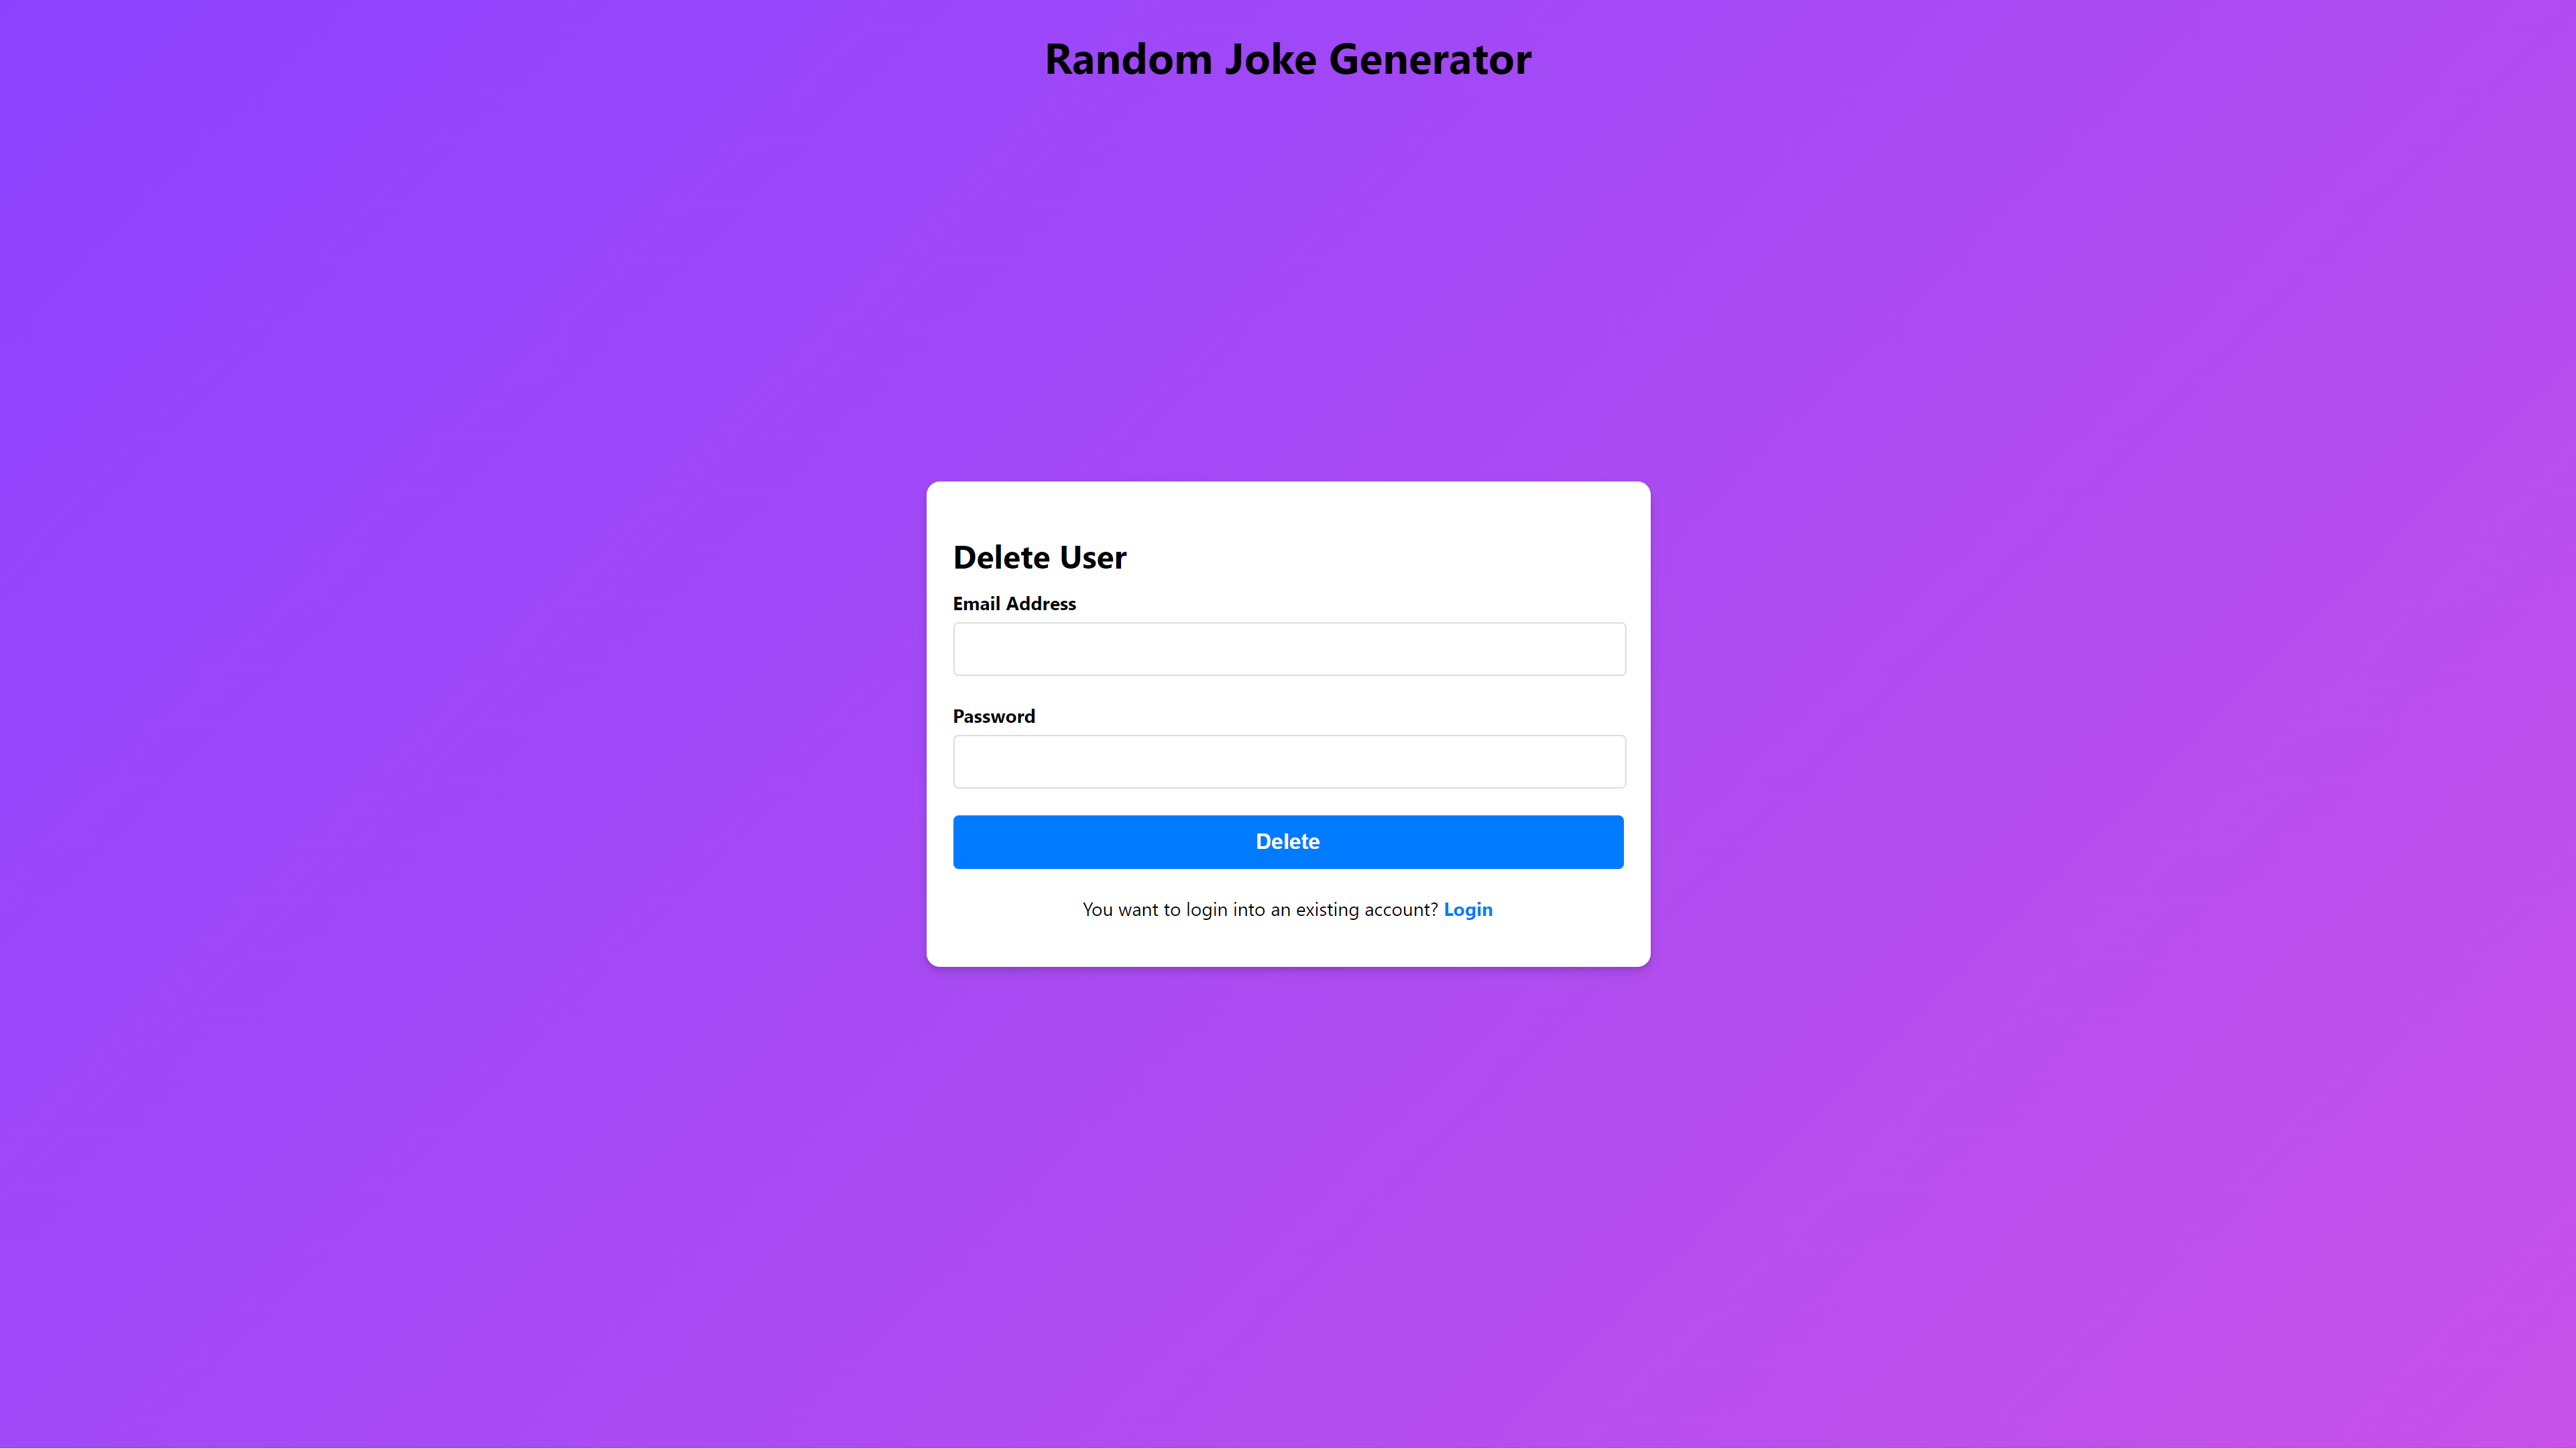 Random Joke Generator
Delete User
Email Address
Password
Delete
You want to login into an existing account? Login